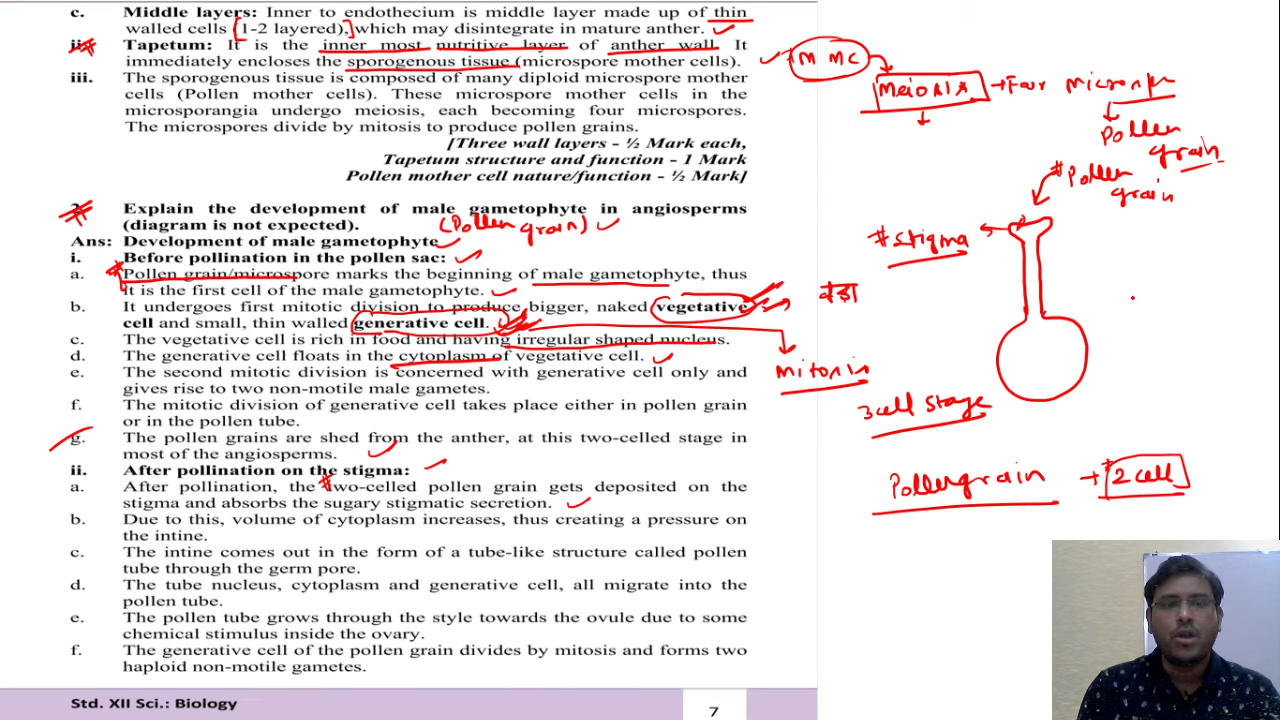 c. Middle layers: Inner to endothecium is middle layer made up of thin
walled cells [1-2 layered), which may disintegrate in mature anther.
ii. Tapetum: It is the inner most nutritive layer of anther wall. It
immediately encloses the sporogenous tissue (microspore mother cells).
iii. The sporogenous tissue is composed of many diploid microspore mother
cells (Pollen mother cells). These microspore mother cells in the
microsporangia undergo meiosis, each becoming four microspores.
The microspores divide by mitosis to produce pollen grains.
[Three wall layers - ½ Mark each,
Tapetum structure and function - 1 Mark
Pollen mother cell nature/function - ½ Mark]
Explain the development of male gametophyte in angiosperms
(diagram is not expected).
(Pollen grain)
Ans: Development of male gametophyte
i. Before pollination in the pollen sac:
a. Pollen grain/microspore marks the beginning of male gametophyte, thus
it is the first cell of the male gametophyte.
b. It undergoes first mitotic division to produce bigger, naked vegetative
cell and small, thin walled generative cell.
c. The vegetative cell is rich in food and having irregular shaped nucleus.
d. The generative cell floats in the cytoplasm of vegetative cell.
e. The second mitotic division is concerned with generative cell only and
gives rise to two non-motile male gametes.
f. The mitotic division of generative cell takes place either in pollen grain
or in the pollen tube.
g. The pollen grains are shed from the anther, at this two-celled stage in
most of the angiosperms.
ii. After pollination on the stigma:
a. After pollination, the two-celled pollen grain gets deposited on the
stigma and absorbs the sugary stigmatic secretion.
b. Due to this, volume of cytoplasm increases, thus creating a pressure on
the intine.
c. The intine comes out in the form of a tube-like structure called pollen
tube through the germ pore.
d. The tube nucleus, cytoplasm and generative cell, all migrate into the
pollen tube.
e. The pollen tube grows through the style towards the ovule due to some
chemical stimulus inside the ovary.
f. The generative cell of the pollen grain divides by mitosis and forms two
haploid non-motile gametes.
Std. XII Sci.: Biology
7
M MC
Meiosis → Four
Pollen
grain
Pollen
grain
Stigma
Mitosis
3 cell stage
Pollengrain → 2 cell